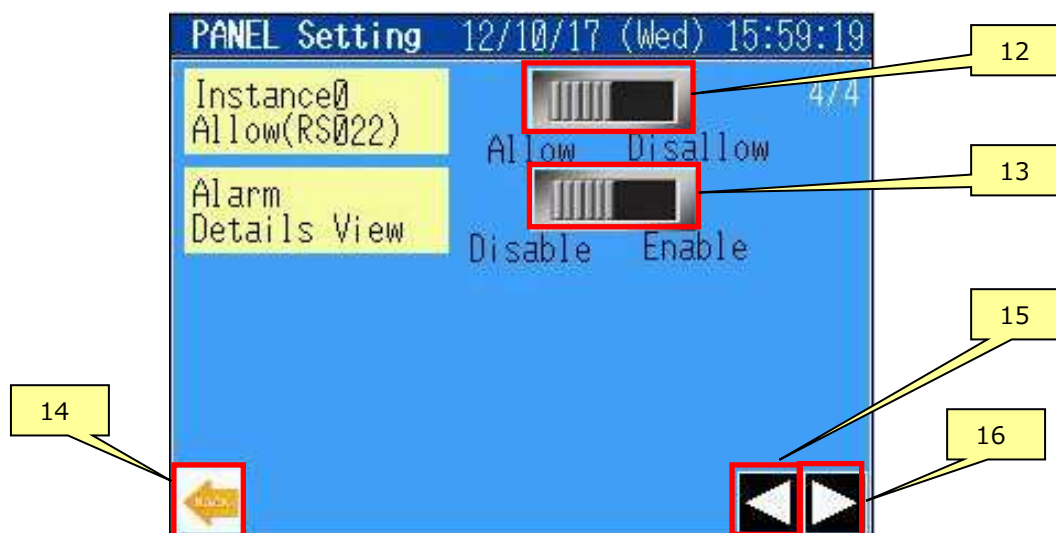 PANEL Setting 12/10/17 (Wed) 15:59:19
12
4/4
Instance0
Allow(RS022)
Allow Disallow
13
Alarm
Details View
Disable Enable
15
14
16
BACK